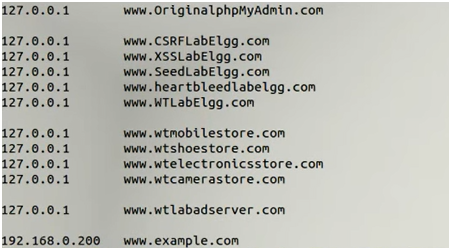 127.0.0.1 www.OriginalphpMyAdmin.com
127.0.0.1 www.CSRFLabElgg.com
127.0.0.1 www.XSSLabElgg.com
127.0.0.1 www.SeedLabElgg.com
127.0.0.1 www.heartbleedlabelgg.com
127.0.0.1 www.WTLabElgg.com
127.0.0.1 www.wtmobilestore.com
127.0.0.1 www.wtshoestore.com
127.0.0.1 www.wtelectronicsstore.com
127.0.0.1 www.wtcamerastore.com
127.0.0.1 www.wtlabadserver.com
192.168.0.200 www.example.com